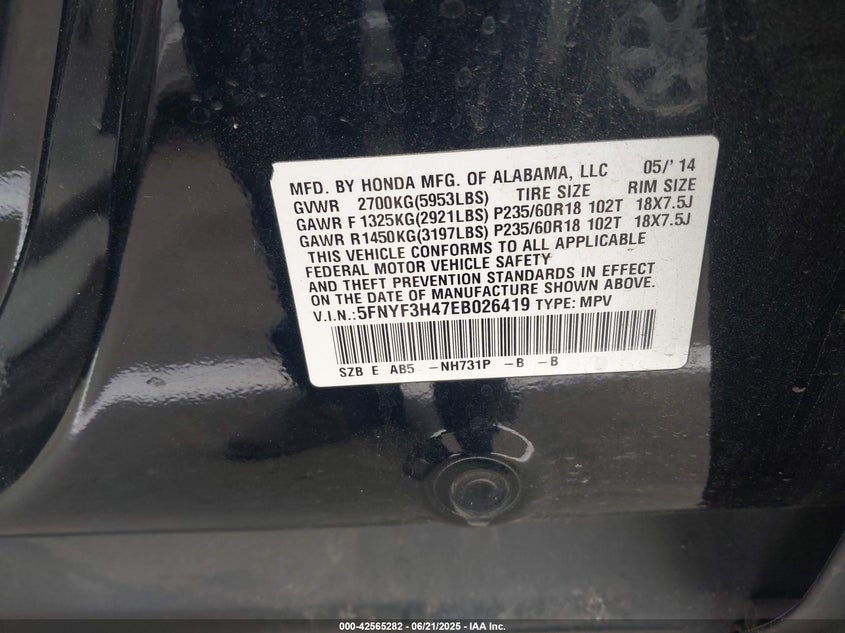 MFD. BY HONDA MFG. OF ALABAMA, LLC 05/' 14
GVWR 2700KG(5953LBS) TIRE SIZE RIM SIZE
GAWR F 1325KG(2921LBS) P235/60R18 102T 18X7.5J
GAWR R1450KG(3197LBS) P235/60R18 102T 18X7.5J
THIS VEHICLE CONFORMS TO ALL APPLICABLE
FEDERAL MOTOR VEHICLE SAFETY
AND THEFT PREVENTION STANDARDS IN EFFECT
ON THE DATE OF MANUFACTURE SHOWN ABOVE.
V.I.N.:5FNYF3H47EB026419 TYPE: MPV
SZB E AB5 -NH731P -B -B
000-42565282 - 06/21/2025 - IAA Inc.